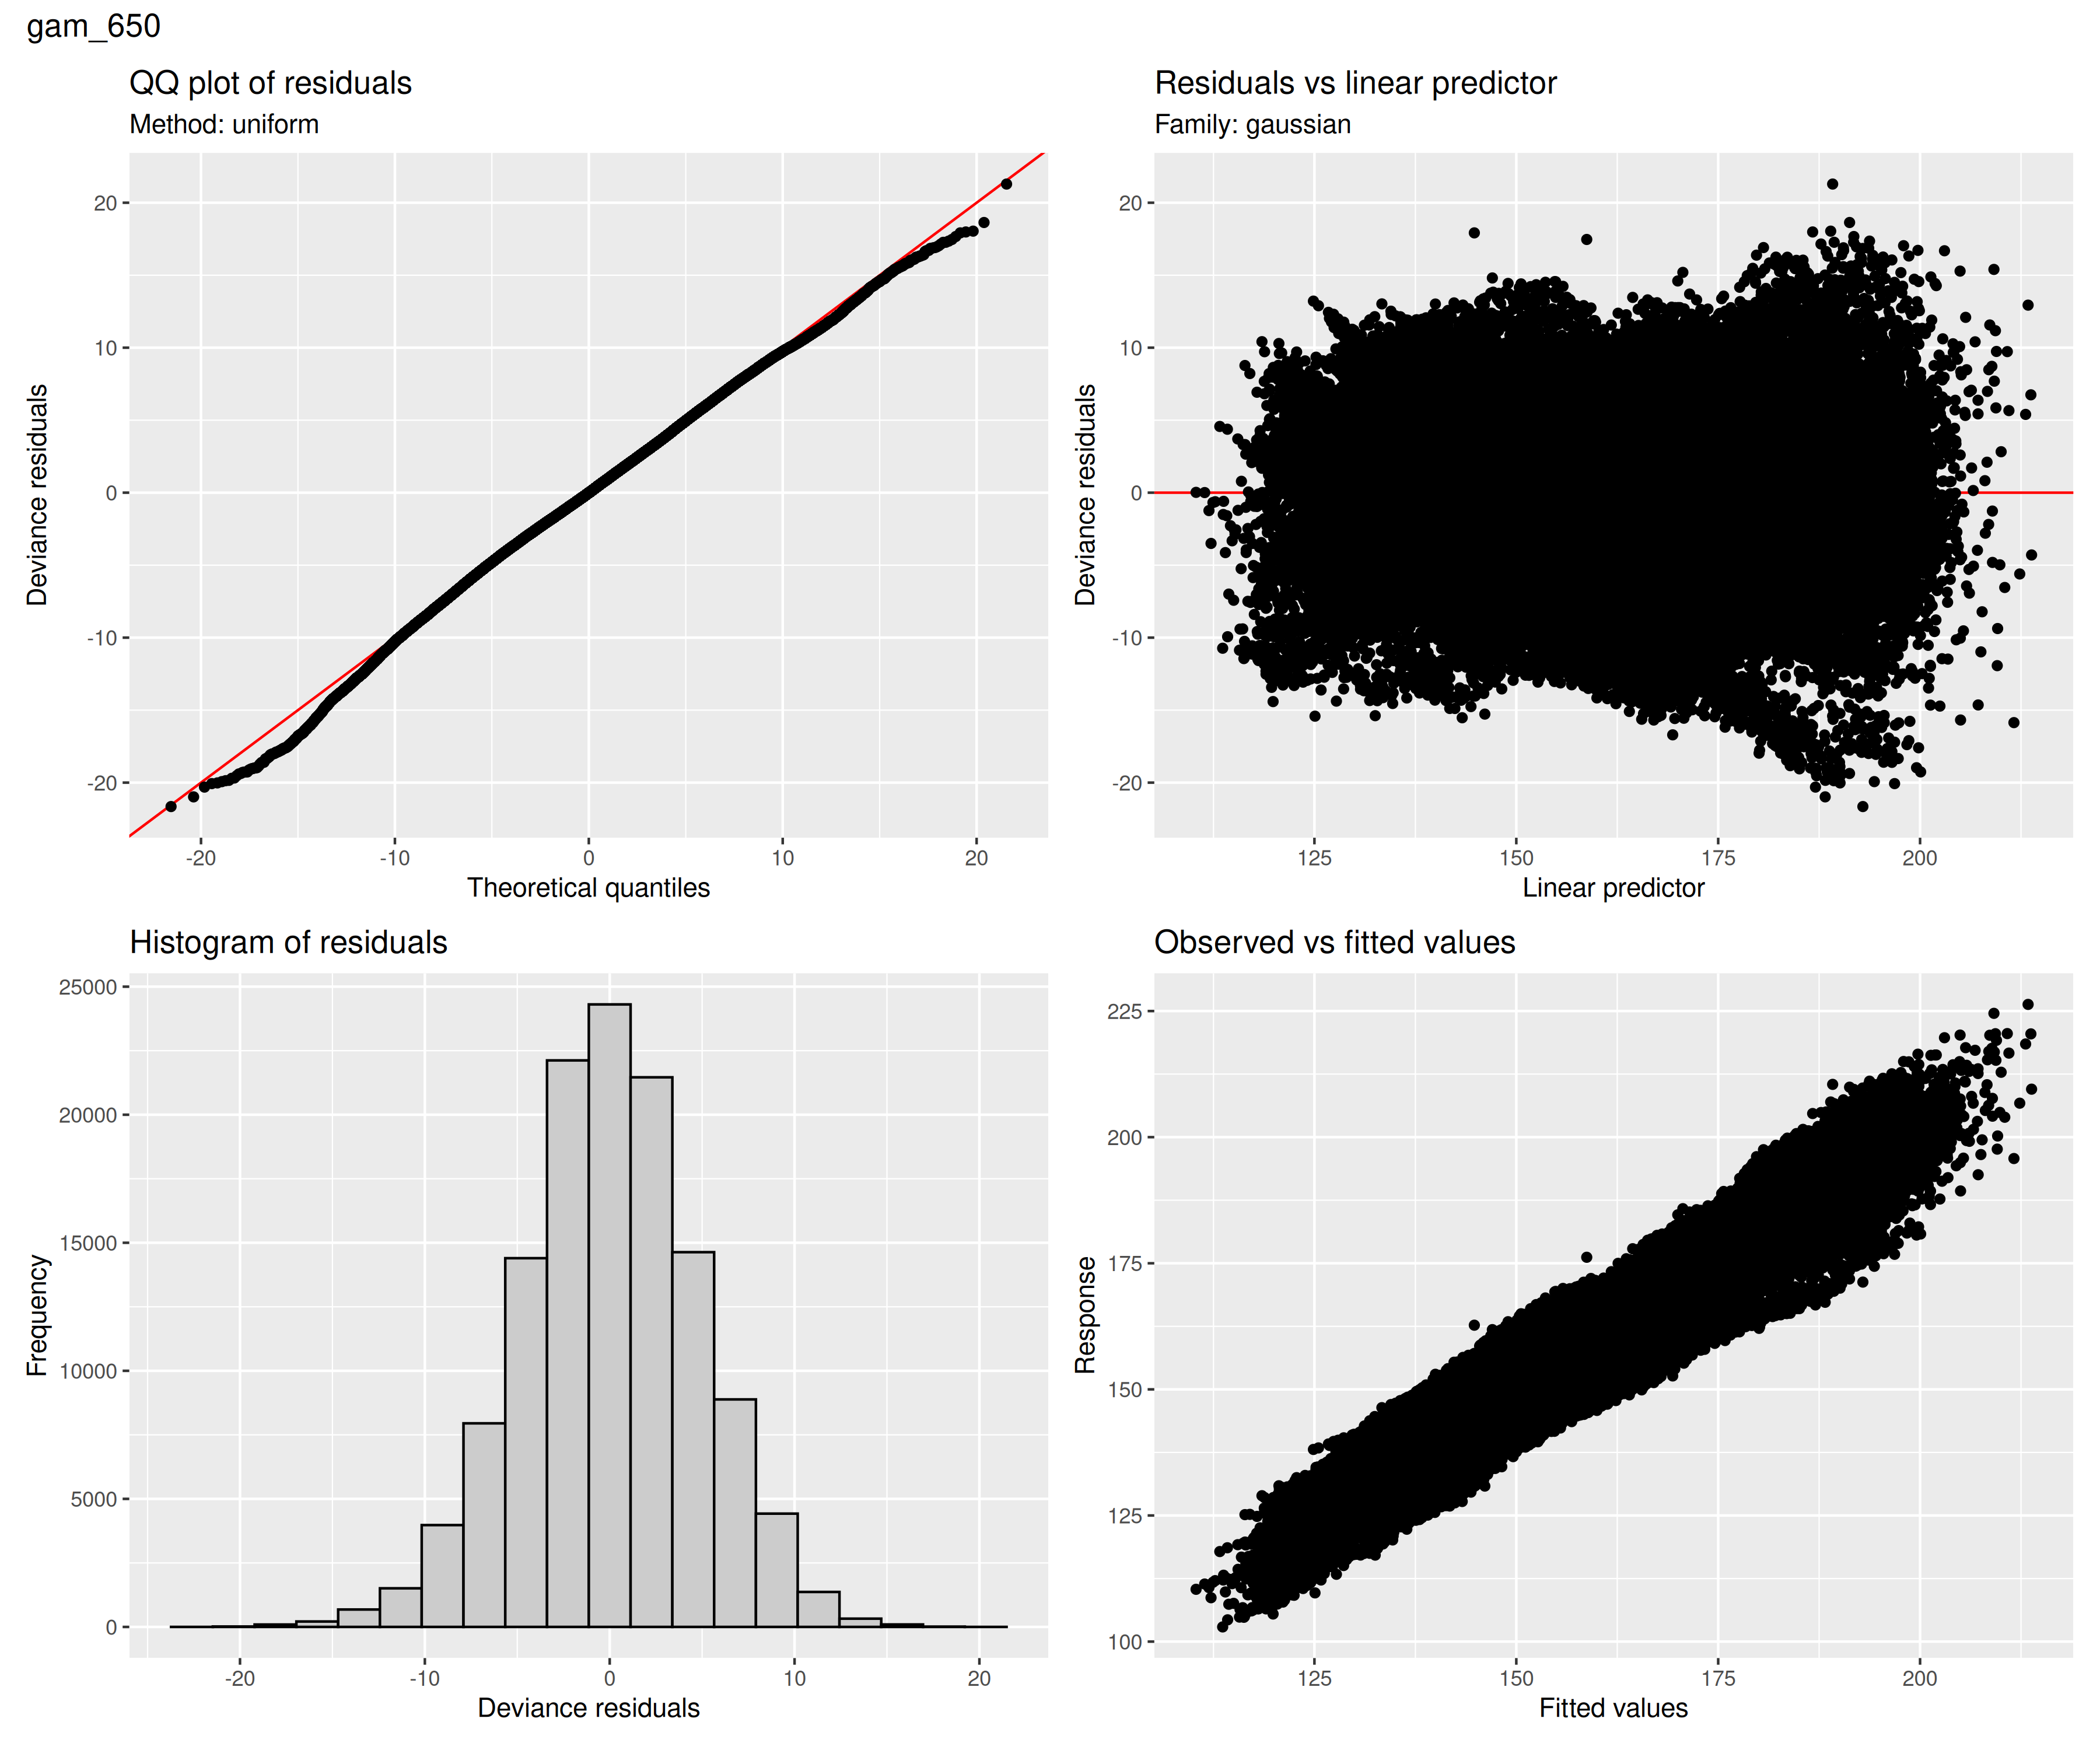 gam_650
QQ plot of residuals
Method: uniform
20
10
0
-10
-20
-20
-10
0
10
20
Deviance residuals
Theoretical quantiles
Residuals vs linear predictor
Family: gaussian
20
10
0
-10
-20
125
150
175
200
Deviance residuals
Linear predictor
Histogram of residuals
25000
20000
15000
10000
5000
0
-20
-10
0
10
20
Frequency
Deviance residuals
Observed vs fitted values
225
200
175
150
125
100
125
150
175
200
Response
Fitted values